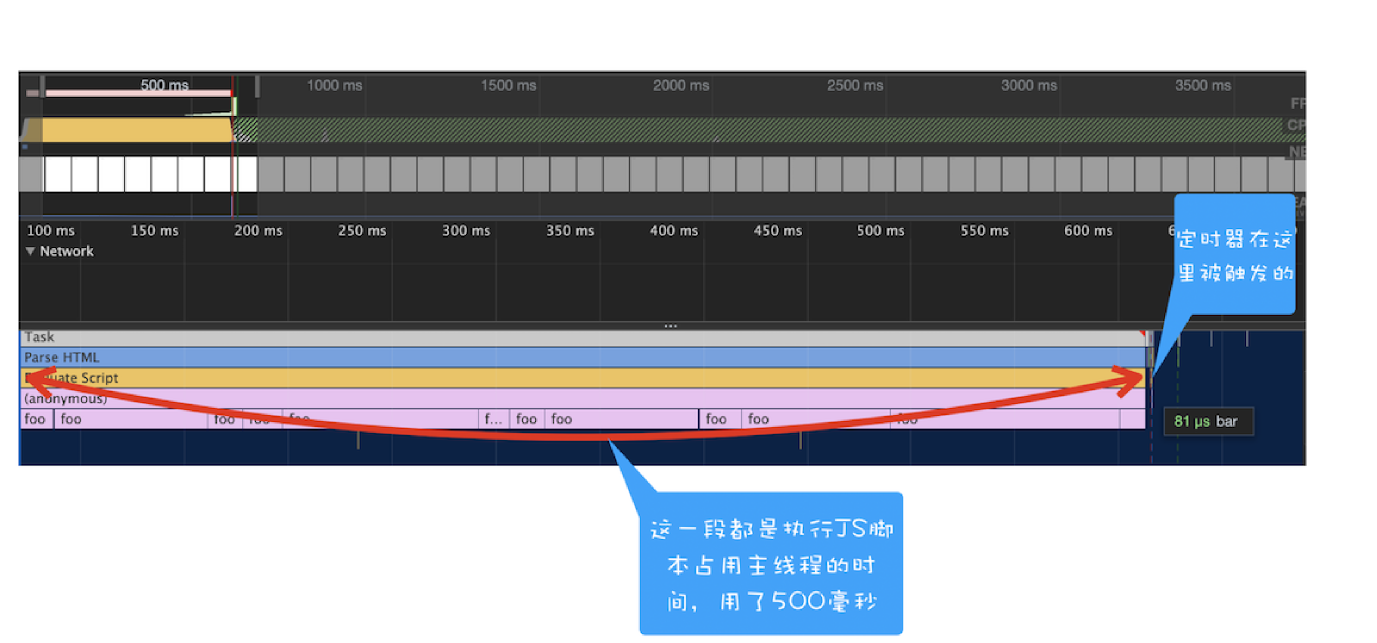 500 ms 1000 ms 1500 ms 2000 ms 2500 ms 3000 ms 3500 ms
FP
CP
NE
EA
100 ms 150 ms 200 ms 250 ms 300 ms 350 ms 400 ms 450 ms 500 ms 550 ms 600 ms 6
▼ Network
定时器在这
里被触发的
...
Task
Parse HTML
uate Script
(anonymous)
foo foo foo foo foo f... foo foo foo foo foo
81 μs bar
这一段都是执行JS脚
本占用主线程的时
间，用了500毫秒